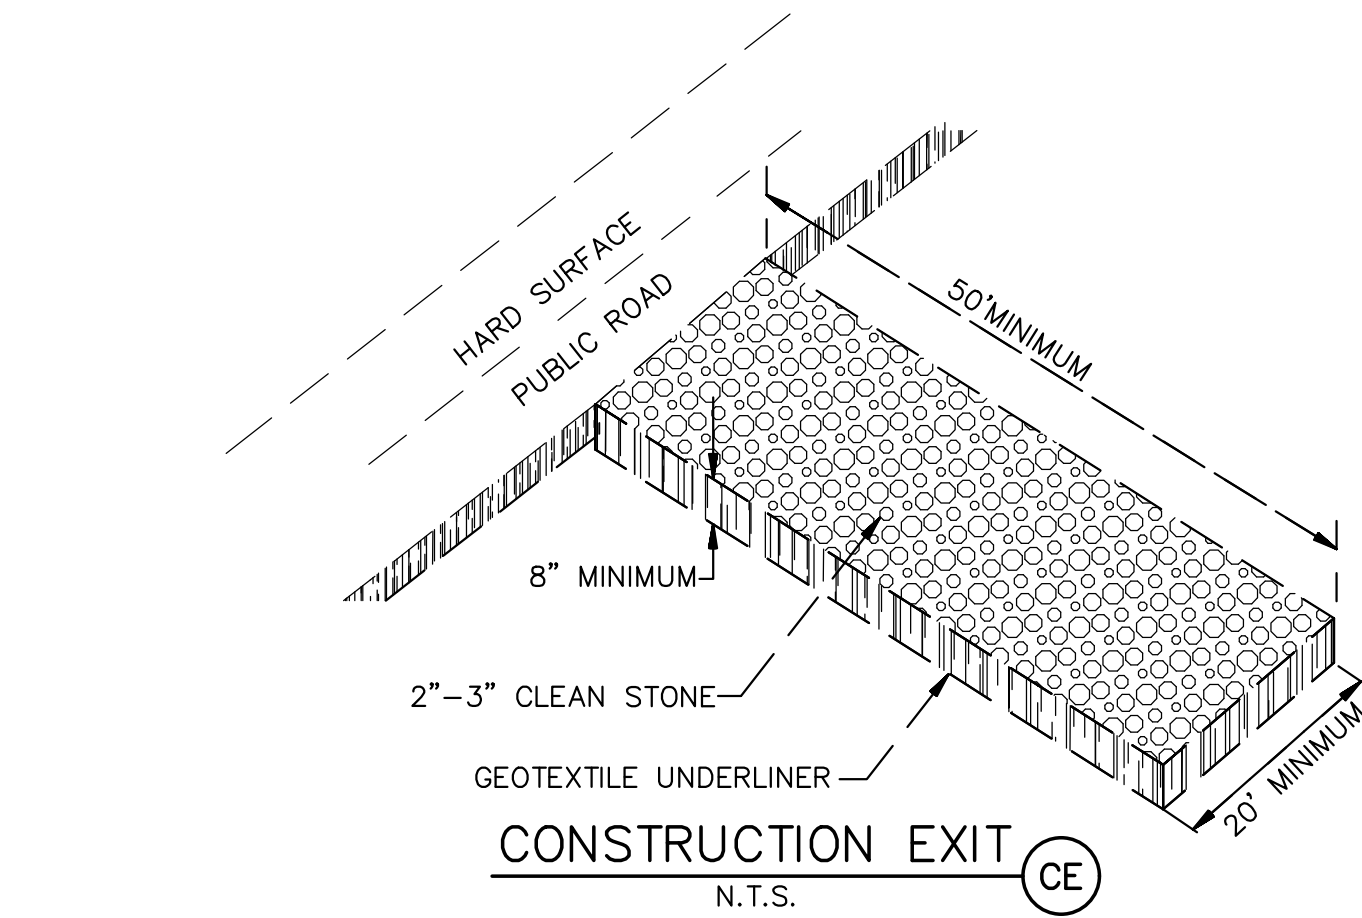 HARD SURFACE
PUBLIC ROAD
50'MINIMUM
8" MINIMUM
2"-3" CLEAN STONE
GEOTEXTILE UNDERLINER
20' MINIMUM
CONSTRUCTION EXIT
CE
N.T.S.